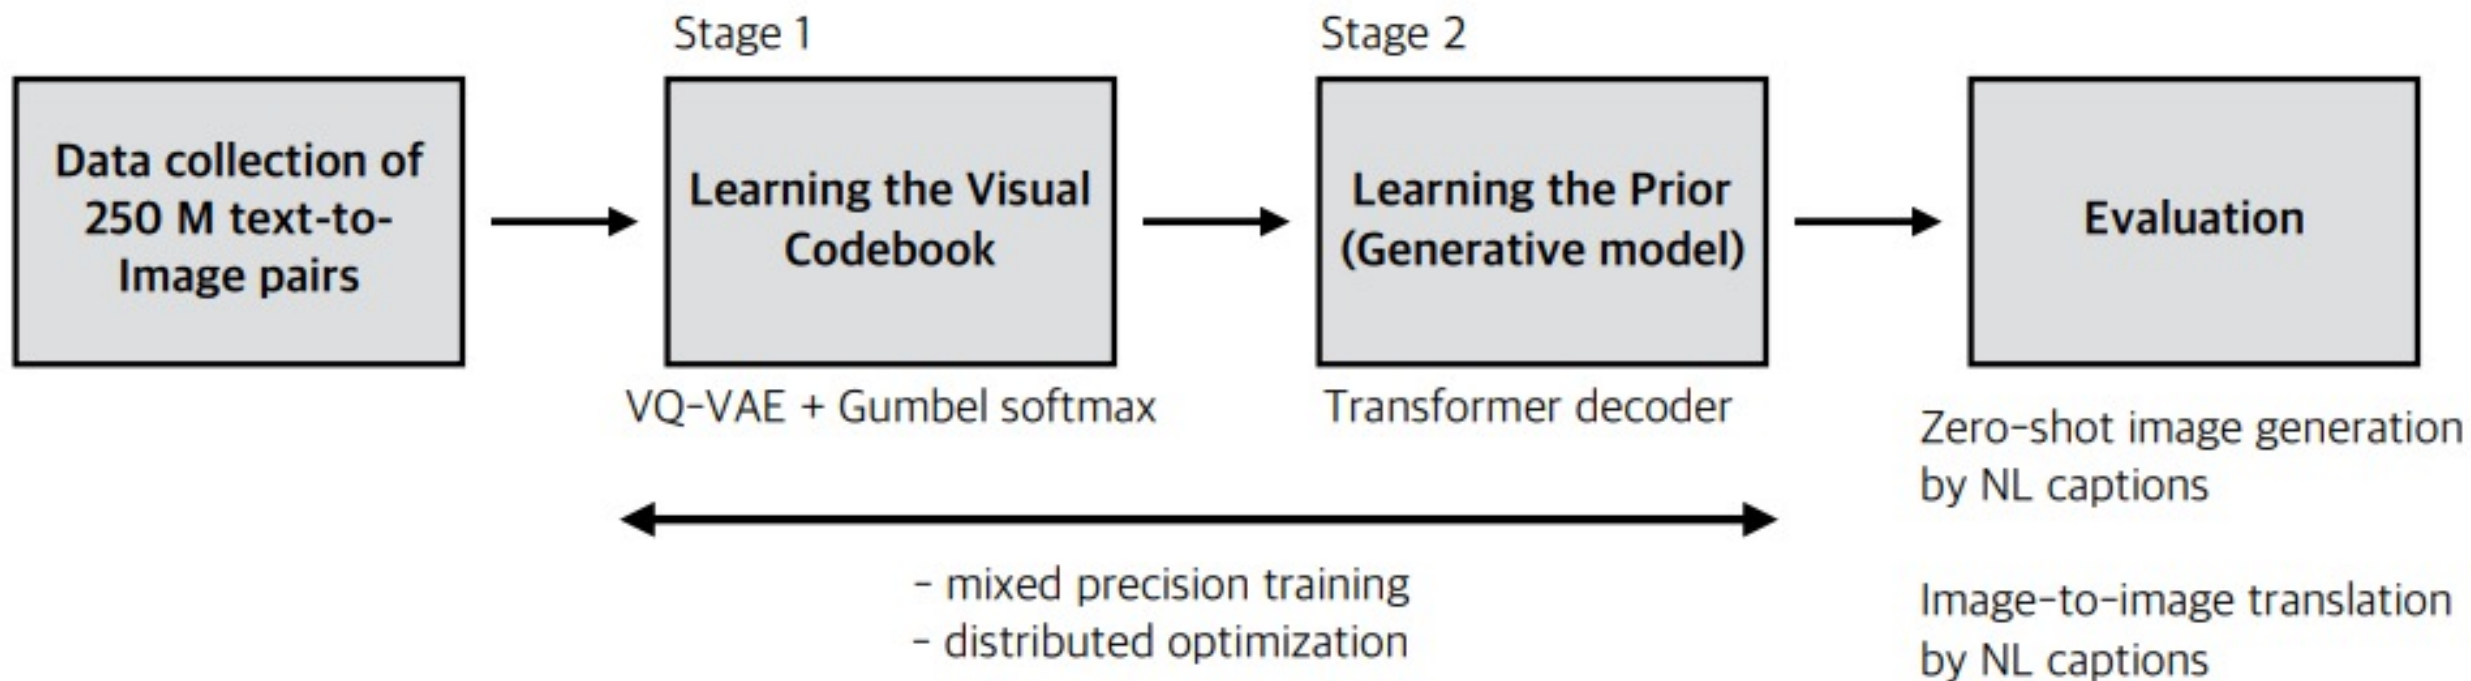 Stage 1
Stage 2
Data collection of
250 M text-to-
Image pairs
Learning the Visual
Codebook
Learning the Prior
(Generative model)
Evaluation
VQ-VAE + Gumbel softmax
Transformer decoder
Zero-shot image generation
by NL captions
- mixed precision training
- distributed optimization
Image-to-image translation
by NL captions